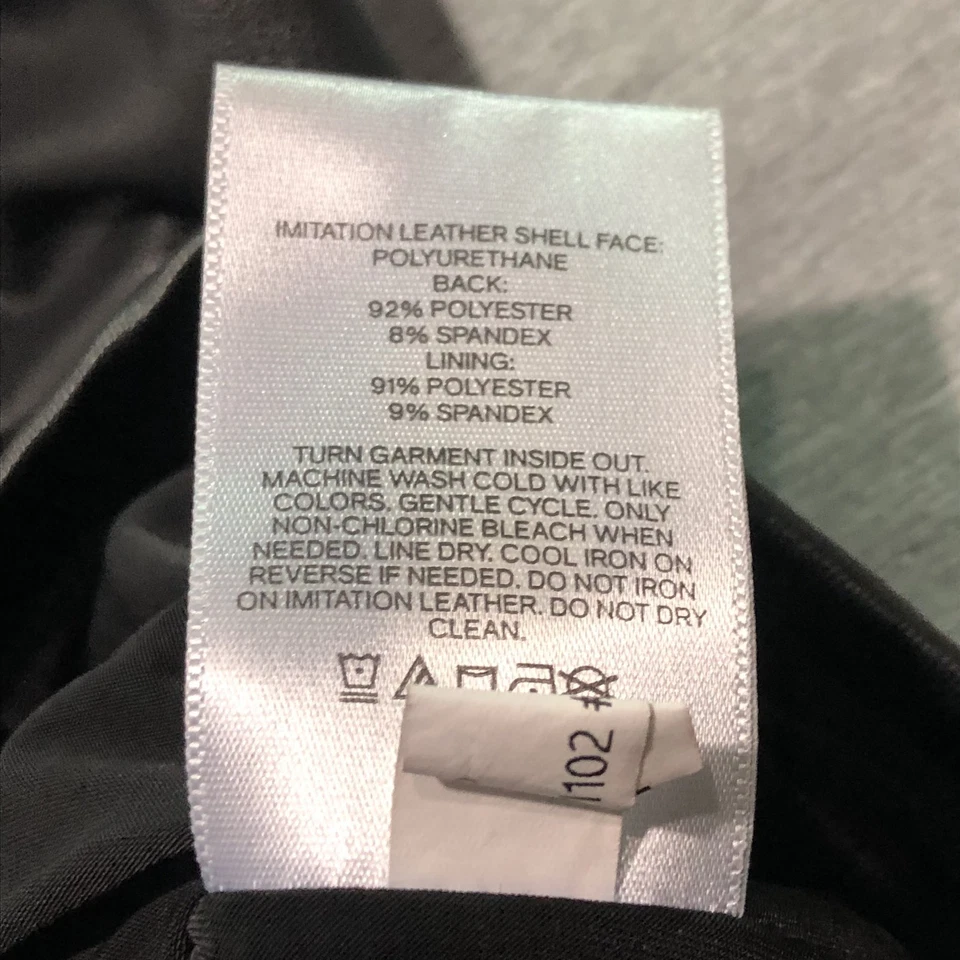 IMITATION LEATHER SHELL FACE:
POLYURETHANE
BACK:
92% POLYESTER
8% SPANDEX
LINING:
91% POLYESTER
9% SPANDEX
TURN GARMENT INSIDE OUT.
MACHINE WASH COLD WITH LIKE
COLORS. GENTLE CYCLE. ONLY
NON-CHLORINE BLEACH WHEN
NEEDED. LINE DRY. COOL IRON ON
REVERSE IF NEEDED. DO NOT IRON
ON IMITATION LEATHER. DO NOT DRY
CLEAN.
1102 #